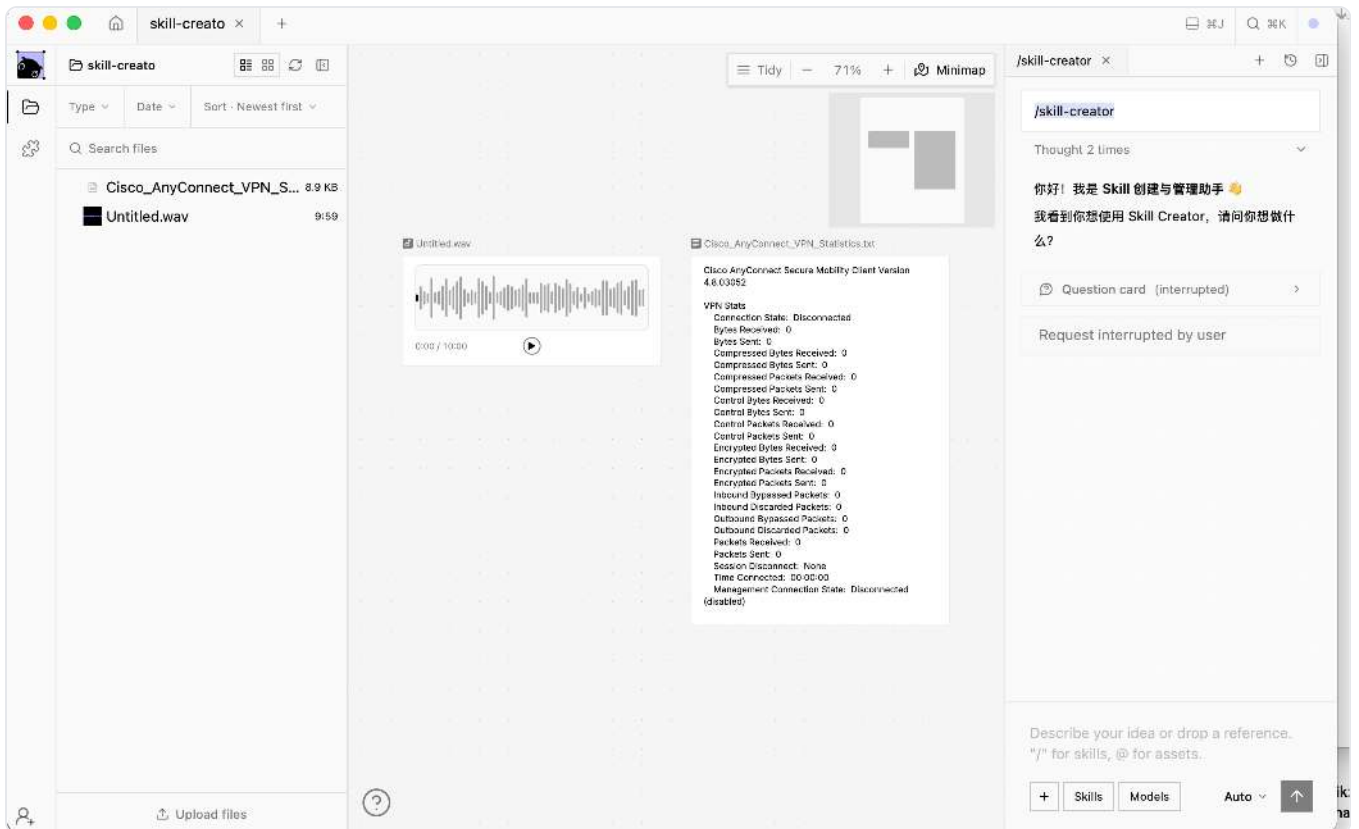 skill-creato
⌘J
⌘K
skill-creato
Type
Date
Sort · Newest first
Search files
Cisco_AnyConnect_VPN_S... 8.9 KB
Untitled.wav 9:59
Upload files
Tidy
71%
Minimap
Untitled.wav
0:00 / 10:00
Cisco_AnyConnect_VPN_Statistics.txt
Cisco AnyConnect Secure Mobility Client Version
4.8.03052
VPN Stats
Connection State: Disconnected
Bytes Received: 0
Bytes Sent: 0
Compressed Bytes Received: 0
Compressed Bytes Sent: 0
Compressed Packets Received: 0
Compressed Packets Sent: 0
Control Bytes Received: 0
Control Bytes Sent: 0
Control Packets Received: 0
Control Packets Sent: 0
Encrypted Bytes Received: 0
Encrypted Bytes Sent: 0
Encrypted Packets Received: 0
Encrypted Packets Sent: 0
Inbound Bypassed Packets: 0
Inbound Discarded Packets: 0
Outbound Bypassed Packets: 0
Outbound Discarded Packets: 0
Packets Received: 0
Packets Sent: 0
Session Disconnect: None
Time Connected: 00:00:00
Management Connection State: Disconnected
(disabled)
/skill-creator
/skill-creator
Thought 2 times
你好！我是 Skill 创建与管理助手 👋
我看到你想使用 Skill Creator，请问你想做什
么？
Question card (interrupted)
Request interrupted by user
Describe your idea or drop a reference.
"/" for skills, @ for assets.
Skills
Models
Auto